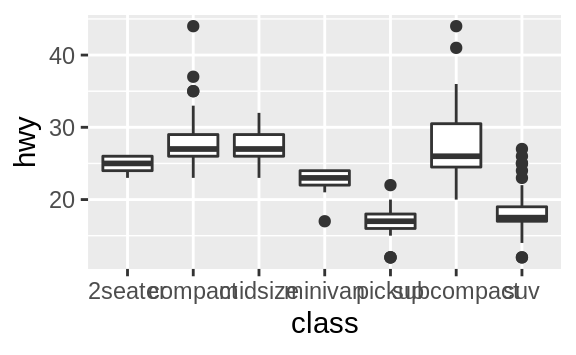 hwy
40
30
20
2seater compact midsize minivan pickup subcompact suv
class